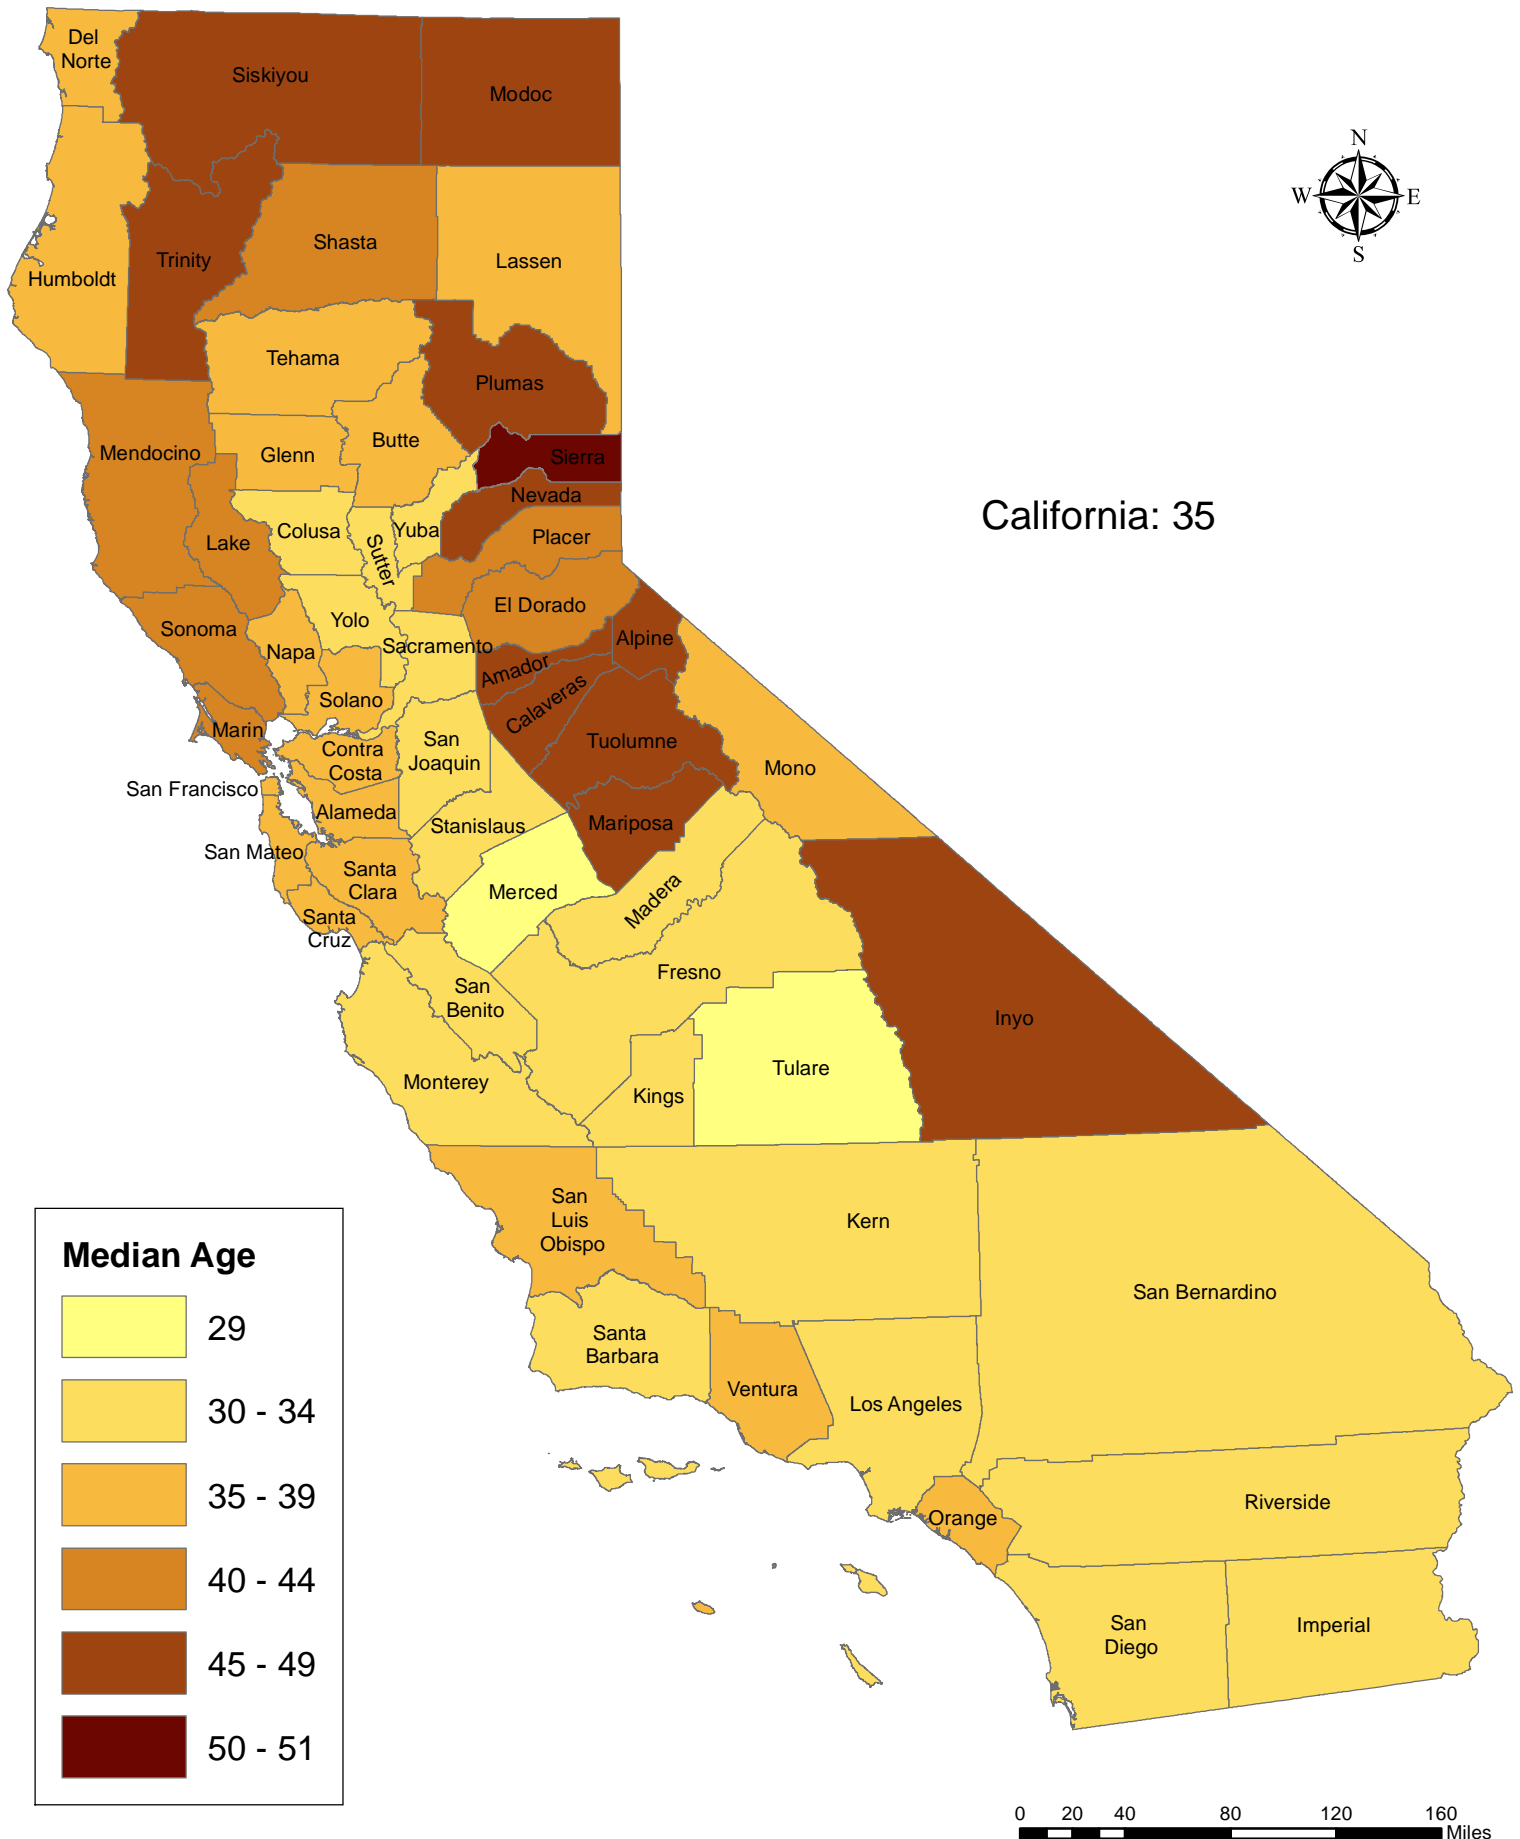 Del
Norte
Siskiyou
Modoc
N
W
E
S
Humboldt
Trinity
Shasta
Lassen
Tehama
Plumas
Mendocino
Glenn
Butte
Sierra
Nevada
Lake
Colusa
Sutter
Yuba
Placer
California: 35
Sonoma
Napa
Yolo
Sacramento
El Dorado
Alpine
Amador
Calaveras
Solano
Marin
Contra
Costa
San
Joaquin
Tuolumne
Mono
San Francisco
Alameda
Stanislaus
Mariposa
San Mateo
Santa
Clara
Merced
Madera
Santa
Cruz
San
Benito
Fresno
Inyo
Monterey
Kings
Tulare
San
Luis
Obispo
Kern
San Bernardino
Santa
Barbara
Ventura
Los Angeles
Orange
Riverside
San
Diego
Imperial
Median Age
29
30 - 34
35 - 39
40 - 44
45 - 49
50 - 51
0 20 40 80 120 160
Miles